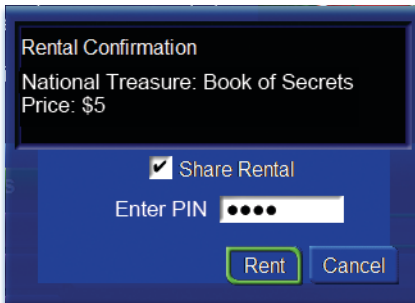 Rental Confirmation
National Treasure: Book of Secrets
Price: $5
Share Rental
Enter PIN ●●●●
Rent Cancel